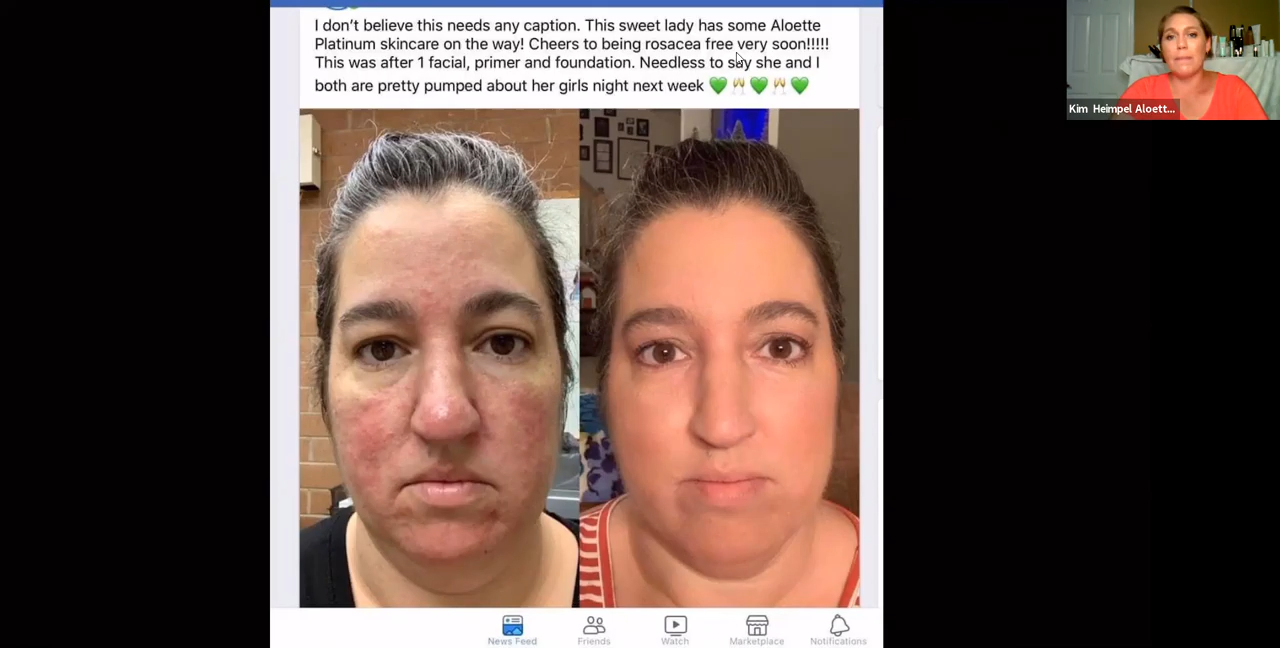 I don't believe this needs any caption. This sweet lady has some Aloette
Platinum skincare on the way! Cheers to being rosacea free very soon!!!!!
This was after 1 facial, primer and foundation. Needless to say she and I
both are pretty pumped about her girls night next week 💚🥂💚🥂💚
Kim Heimpel Aloett...
News Feed
Friends
Watch
Marketplace
Notifications